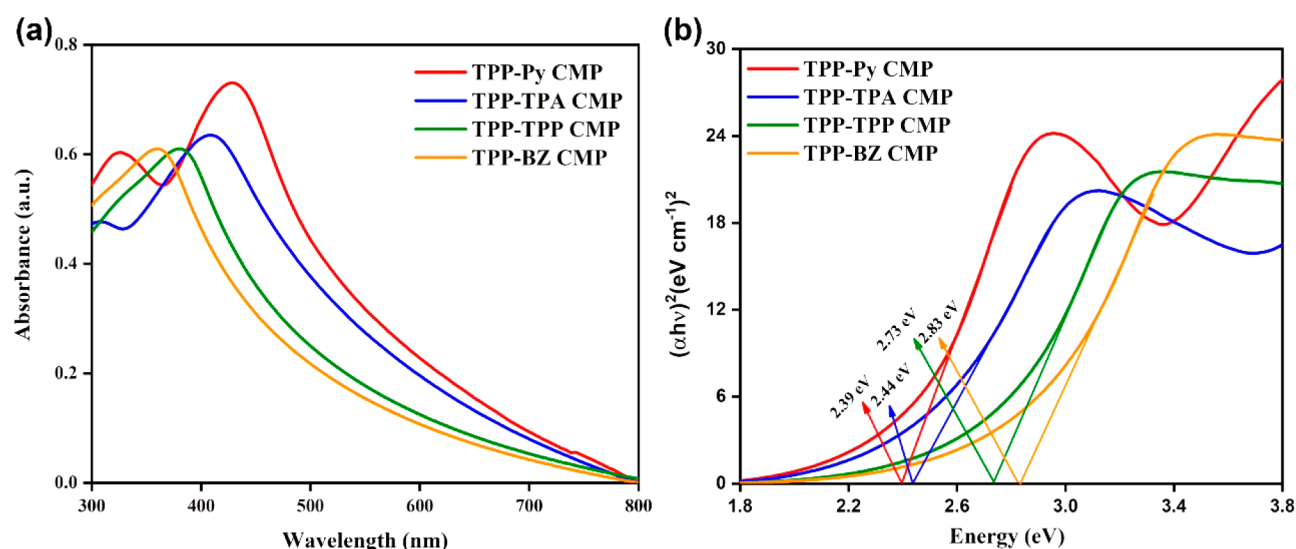 (a)
0.8
0.6
0.4
0.2
0.0
Absorbance (a.u.)
TPP-Py CMP
TPP-TPA CMP
TPP-TPP CMP
TPP-BZ CMP
300 400 500 600 700 800
Wavelength (nm)
(b)
30
24
18
12
6
0
(αhν)²(eV cm⁻¹)²
TPP-Py CMP
TPP-TPA CMP
TPP-TPP CMP
TPP-BZ CMP
2.39 eV
2.44 eV
2.73 eV
2.83 eV
1.8 2.2 2.6 3.0 3.4 3.8
Energy (eV)